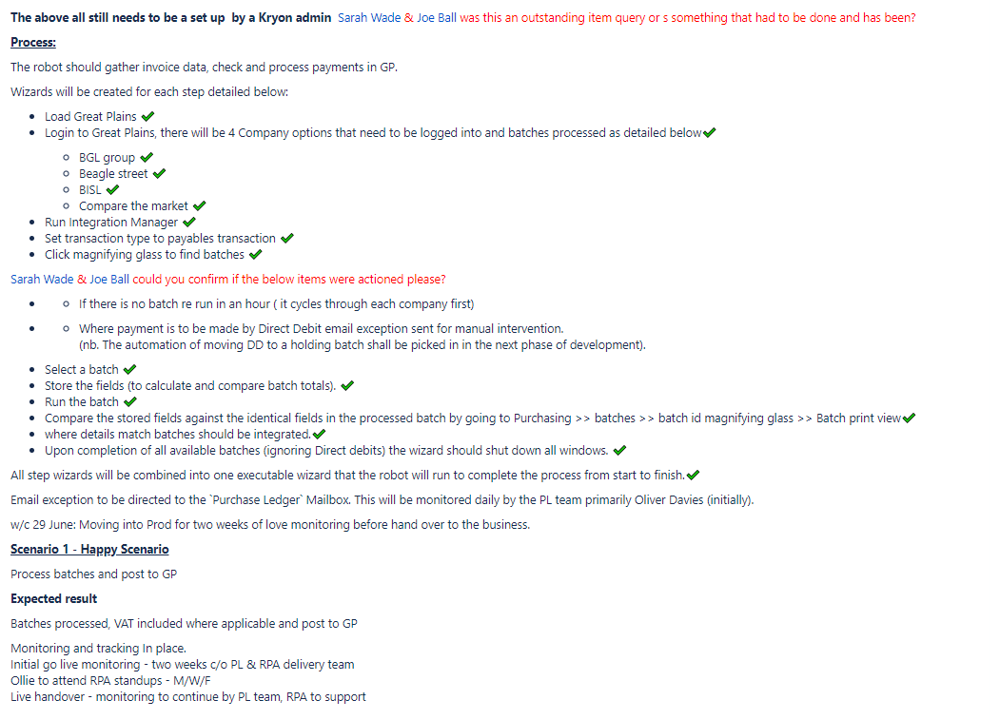 The above all still needs to be a set up by a Kryon admin Sarah Wade & Joe Ball was this an outstanding item query or s something that had to be done and has been?
Process:
The robot should gather invoice data, check and process payments in GP.
Wizards will be created for each step detailed below:
• Load Great Plains ✔
• Login to Great Plains, there will be 4 Company options that need to be logged into and batches processed as detailed below ✔
○ BGL group ✔
○ Beagle street ✔
○ BISL ✔
○ Compare the market ✔
• Run Integration Manager ✔
• Set transaction type to payables transaction ✔
• Click magnifying glass to find batches ✔
Sarah Wade & Joe Ball could you confirm if the below items were actioned please?
• ○ If there is no batch re run in an hour ( it cycles through each company first)
• ○ Where payment is to be made by Direct Debit email exception sent for manual intervention.
(nb. The automation of moving DD to a holding batch shall be picked in in the next phase of development).
• Select a batch ✔
• Store the fields (to calculate and compare batch totals). ✔
• Run the batch ✔
• Compare the stored fields against the identical fields in the processed batch by going to Purchasing >> batches >> batch id magnifying glass >> Batch print view ✔
• where details match batches should be integrated. ✔
• Upon completion of all available batches (ignoring Direct debits) the wizard should shut down all windows. ✔
All step wizards will be combined into one executable wizard that the robot will run to complete the process from start to finish. ✔
Email exception to be directed to the `Purchase Ledger` Mailbox. This will be monitored daily by the PL team primarily Oliver Davies (initially).
w/c 29 June: Moving into Prod for two weeks of love monitoring before hand over to the business.
Scenario 1 - Happy Scenario
Process batches and post to GP
Expected result
Batches processed, VAT included where applicable and post to GP
Monitoring and tracking In place.
Initial go live monitoring - two weeks c/o PL & RPA delivery team
Ollie to attend RPA standups - M/W/F
Live handover - monitoring to continue by PL team, RPA to support